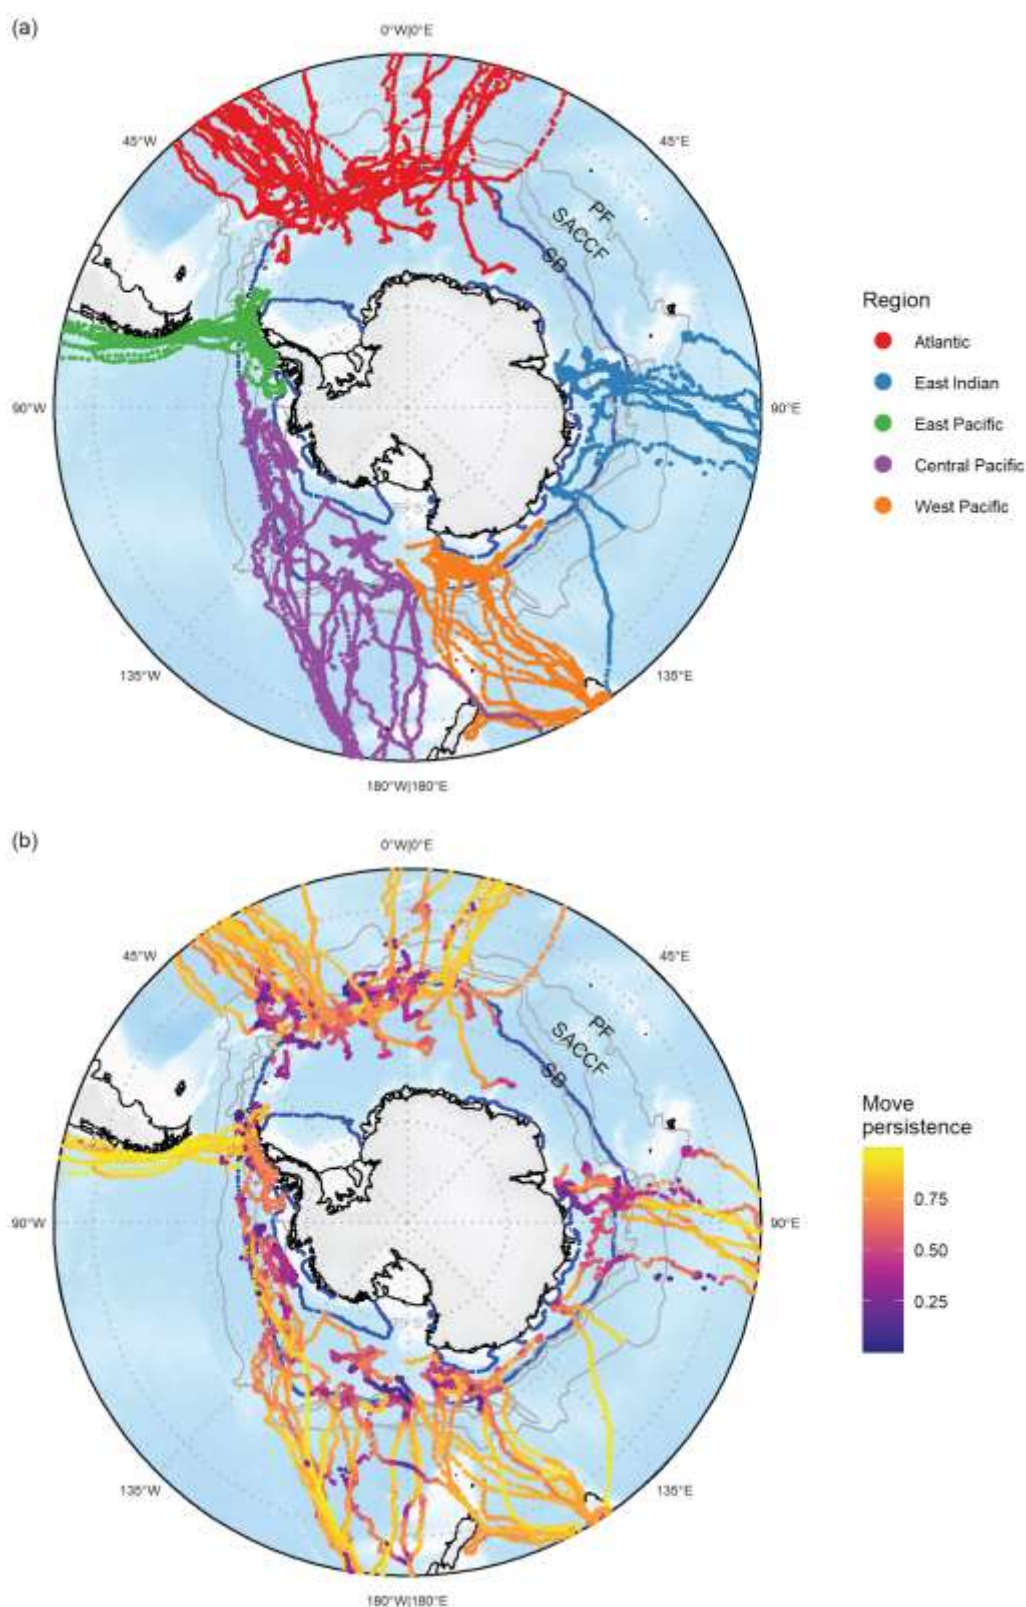 (a)
0°W|0°E
45°W
45°E
PF
SACCF
SB
Region
Atlantic
East Indian
90°W
90°E
East Pacific
Central Pacific
West Pacific
135°W
135°E
180°W|180°E
(b)
0°W|0°E
45°W
45°E
PF
SACCF
SB
Move
persistence
0.75
90°W
90°E
0.50
0.25
135°W
135°E
180°W|180°E